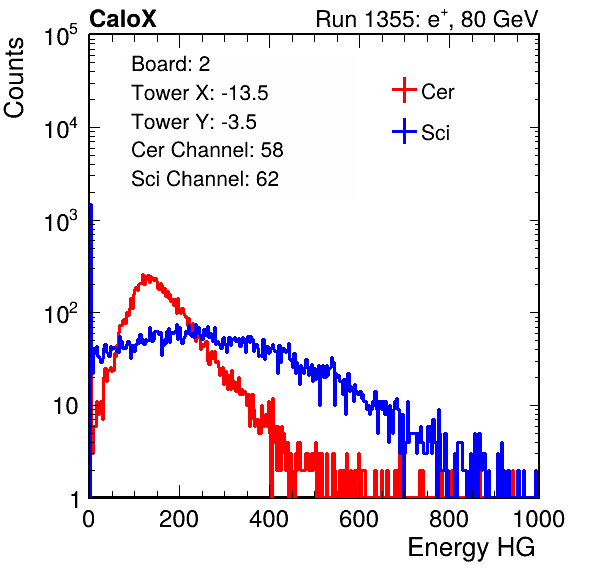 CaloX Run 1355: e⁺, 80 GeV
Counts
Board: 2
Tower X: -13.5
Tower Y: -3.5
Cer Channel: 58
Sci Channel: 62
Cer
Sci
10⁵
10⁴
10³
10²
10
1
0 200 400 600 800 1000
Energy HG